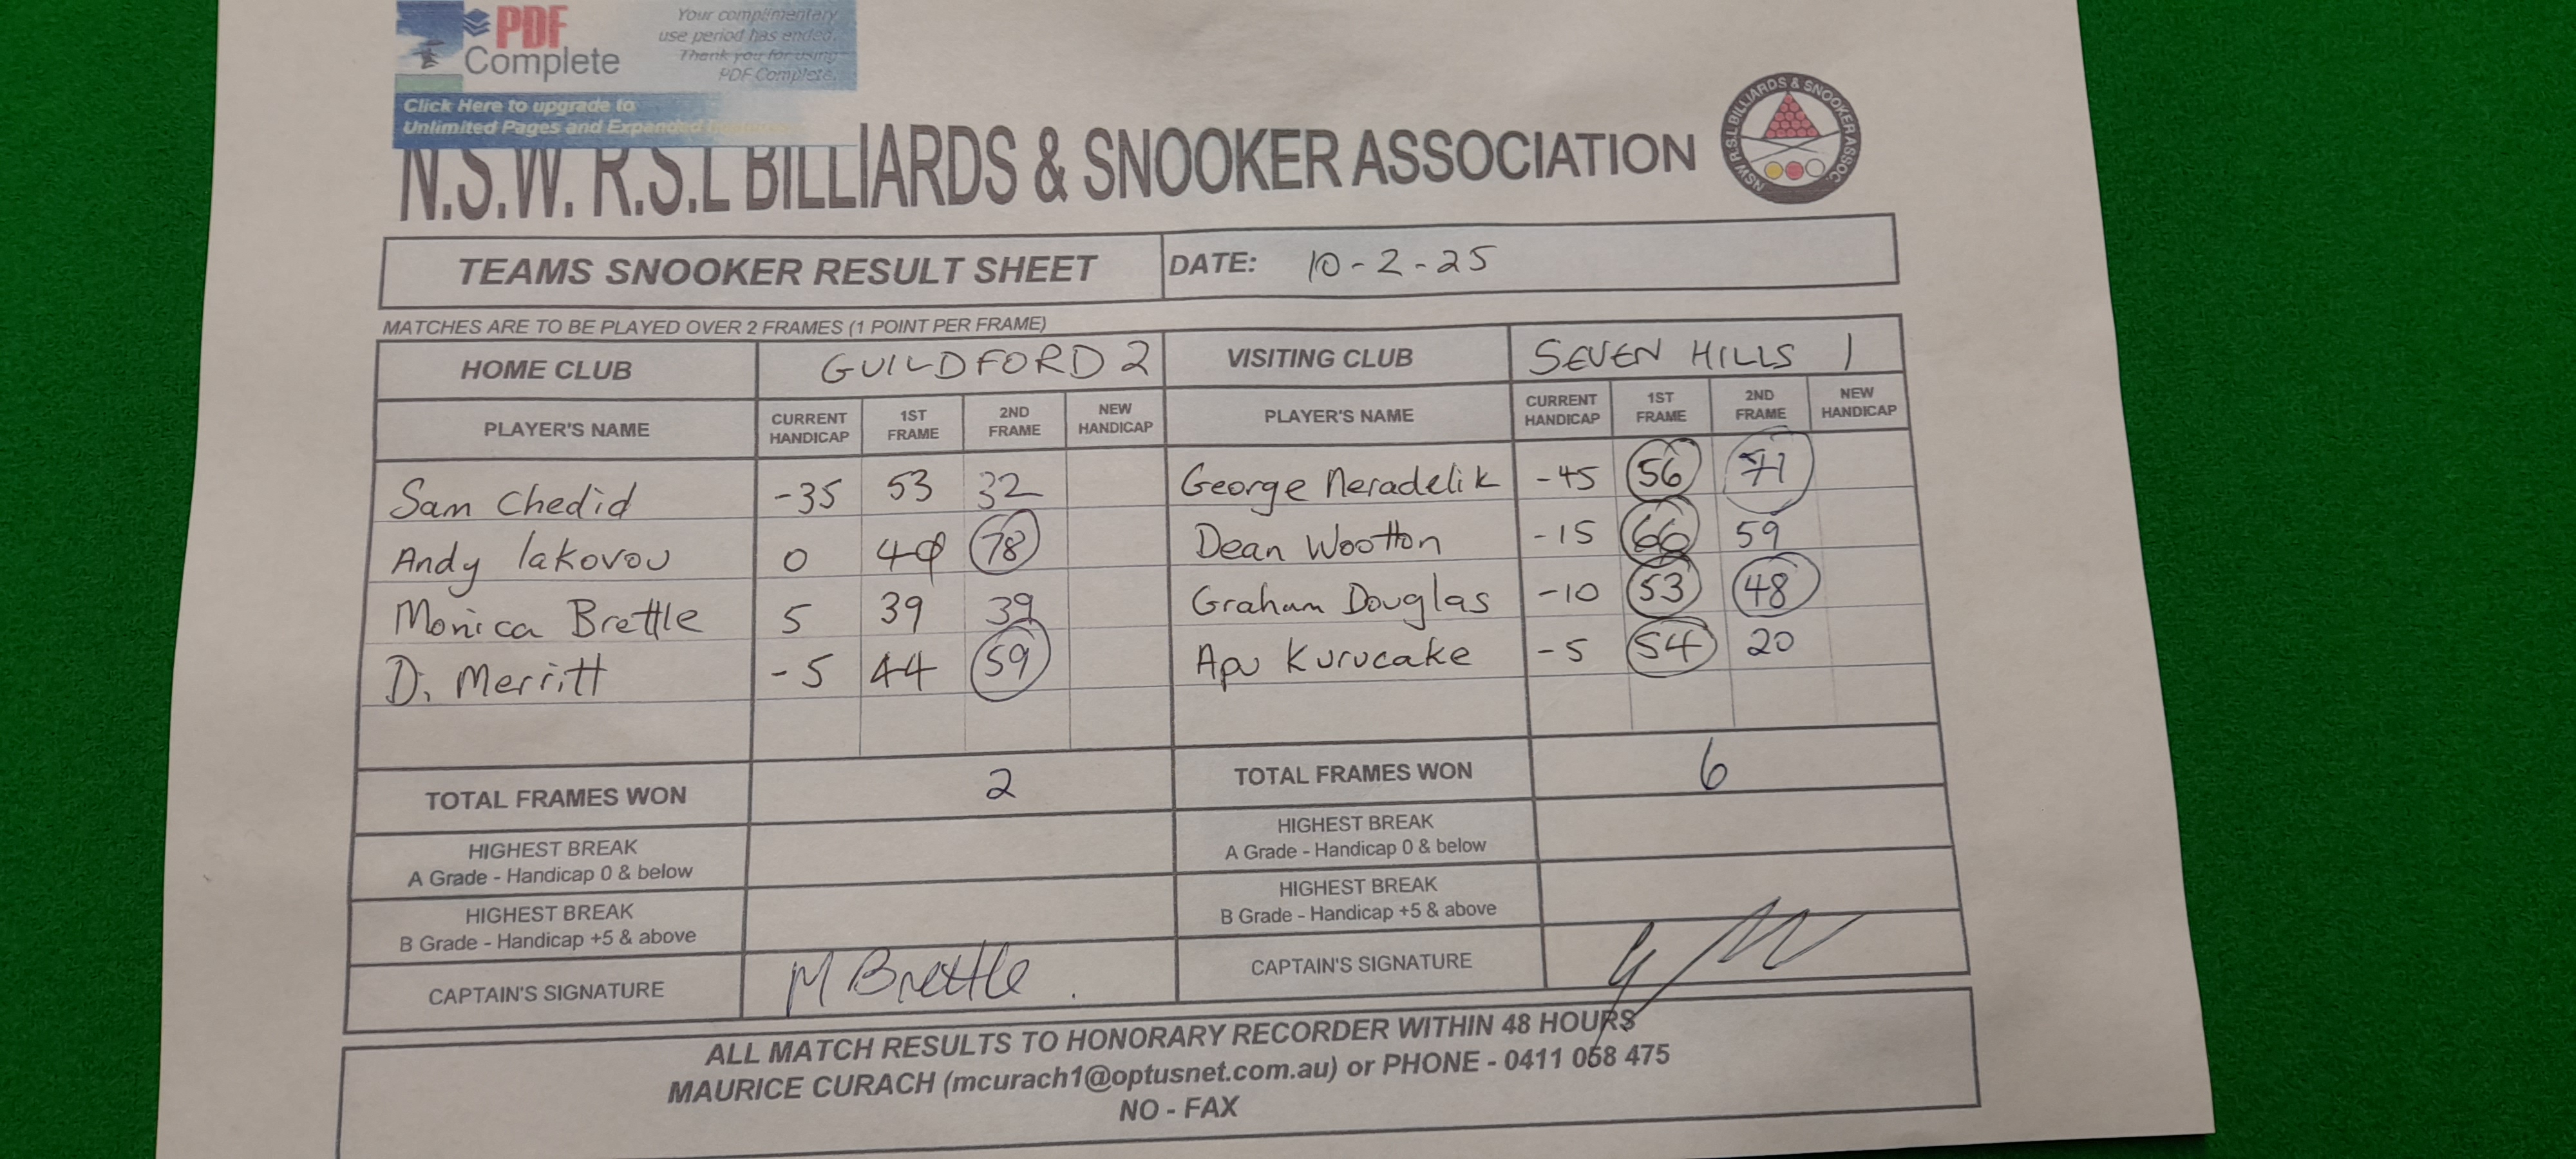 PDF
Complete
Your complimentary
use period has ended.
Thank you for using
PDF Complete.
Click Here to upgrade to
Unlimited Pages and Expanded
N.S.W. R.S.L BILLIARDS & SNOOKER ASSOCIATION
NSW R.S.L BILLIARDS & SNOOKER ASSOC.
TEAMS SNOOKER RESULT SHEET DATE: 10-2-25
MATCHES ARE TO BE PLAYED OVER 2 FRAMES (1 POINT PER FRAME)
HOME CLUB GUILDFORD 2 VISITING CLUB SEVEN HILLS 1
PLAYER'S NAME CURRENT HANDICAP 1ST FRAME 2ND FRAME NEW HANDICAP PLAYER'S NAME CURRENT HANDICAP 1ST FRAME 2ND FRAME NEW HANDICAP
Sam Chedid -35 53 32 George Neradelik -45 56 71
Andy Iakovou 0 78 Dean Wootton -15 66 59
Monica Brettle 5 39 39 Graham Douglas -10 53 48
D. Merritt -5 44 59 Apu Kurucake -5 54 20
TOTAL FRAMES WON 2 TOTAL FRAMES WON 6
HIGHEST BREAK HIGHEST BREAK
A Grade - Handicap 0 & below A Grade - Handicap 0 & below
HIGHEST BREAK HIGHEST BREAK
B Grade - Handicap +5 & above B Grade - Handicap +5 & above
CAPTAIN'S SIGNATURE M Brettle . CAPTAIN'S SIGNATURE
ALL MATCH RESULTS TO HONORARY RECORDER WITHIN 48 HOURS
MAURICE CURACH (mcurach1@optusnet.com.au) or PHONE - 0411 058 475
NO - FAX